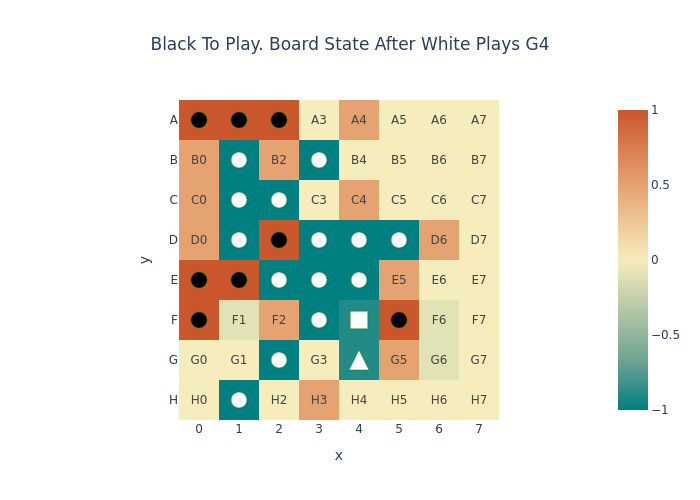 Black To Play. Board State After White Plays G4
A A3 A4 A5 A6 A7 1
B B0 B2 B4 B5 B6 B7
C C0 C3 C4 C5 C6 C7 0.5
D D0 D6 D7
y E E5 E6 E7 0
F F1 F2 F6 F7 −0.5
G G0 G1 G3 G5 G6 G7
H H0 H2 H3 H4 H5 H6 H7 −1
0 1 2 3 4 5 6 7
x